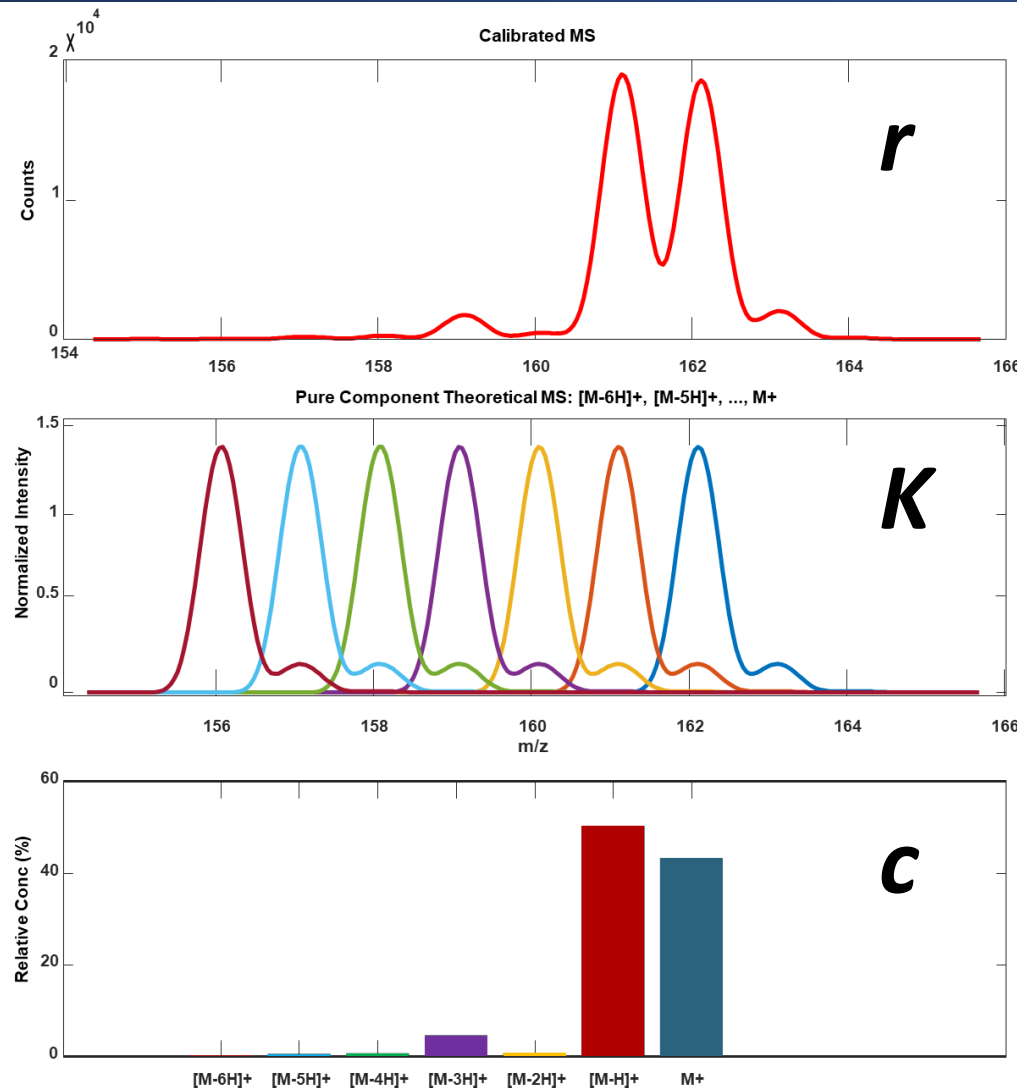 X 10^4
Calibrated MS
2
1
0
Counts
r
154 156 158 160 162 164 166
Pure Component Theoretical MS: [M-6H]+, [M-5H]+, ..., M+
1.5
1
0.5
0
Normalized Intensity
K
156 158 160 162 164 166
m/z
60
40
20
0
Relative Conc (%)
c
[M-6H]+ [M-5H]+ [M-4H]+ [M-3H]+ [M-2H]+ [M-H]+ M+